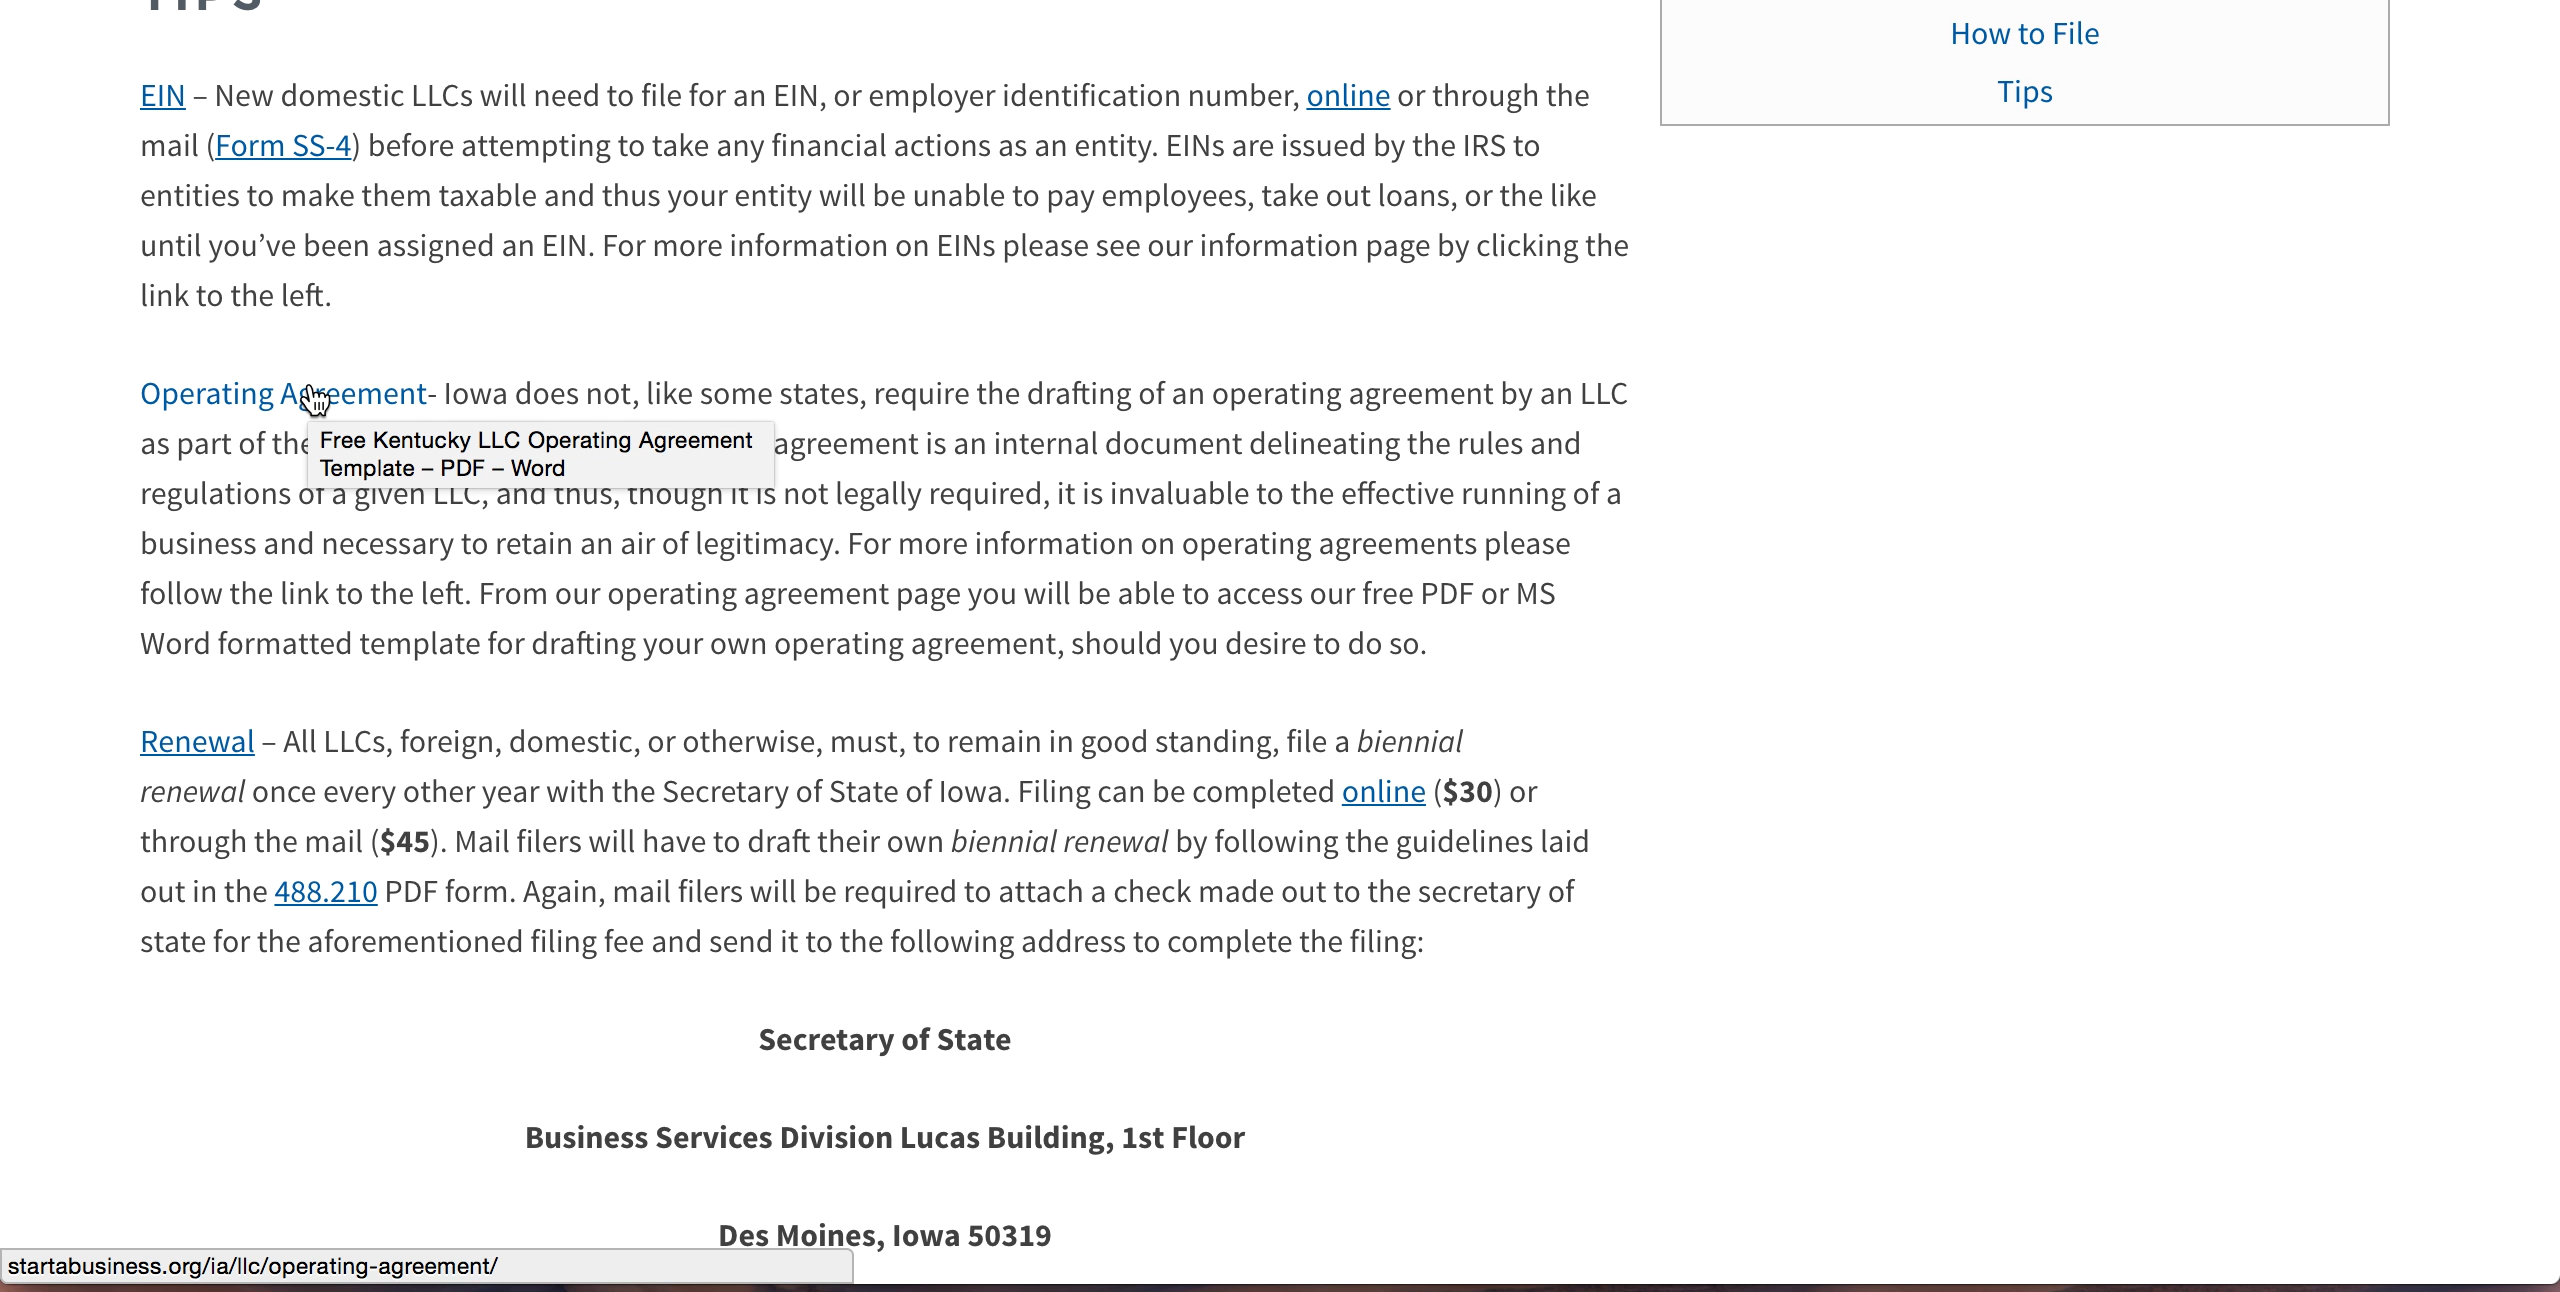 TIPS
How to File
Tips
EIN – New domestic LLCs will need to file for an EIN, or employer identification number, online or through the
mail (Form SS-4) before attempting to take any financial actions as an entity. EINs are issued by the IRS to
entities to make them taxable and thus your entity will be unable to pay employees, take out loans, or the like
until you’ve been assigned an EIN. For more information on EINs please see our information page by clicking the
link to the left.
Operating Agreement- Iowa does not, like some states, require the drafting of an operating agreement by an LLC
as part of the agreement is an internal document delineating the rules and
Free Kentucky LLC Operating Agreement
Template – PDF – Word
regulations of a given LLC, and thus, though it is not legally required, it is invaluable to the effective running of a
business and necessary to retain an air of legitimacy. For more information on operating agreements please
follow the link to the left. From our operating agreement page you will be able to access our free PDF or MS
Word formatted template for drafting your own operating agreement, should you desire to do so.
Renewal – All LLCs, foreign, domestic, or otherwise, must, to remain in good standing, file a biennial
renewal once every other year with the Secretary of State of Iowa. Filing can be completed online ($30) or
through the mail ($45). Mail filers will have to draft their own biennial renewal by following the guidelines laid
out in the 488.210 PDF form. Again, mail filers will be required to attach a check made out to the secretary of
state for the aforementioned filing fee and send it to the following address to complete the filing:
Secretary of State
Business Services Division Lucas Building, 1st Floor
Des Moines, Iowa 50319
startabusiness.org/ia/llc/operating-agreement/